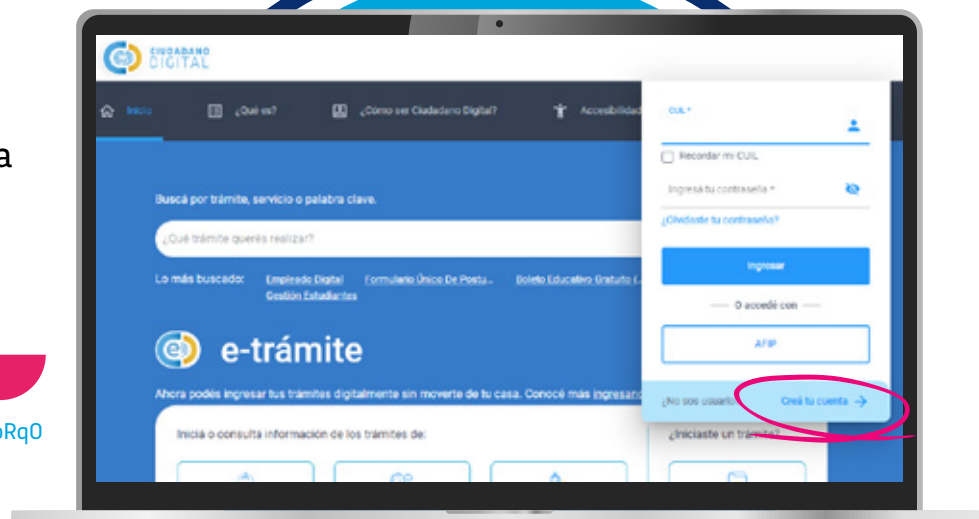 CIUDADANO
DIGITAL
Inicio
¿Qué es?
¿Cómo ser Ciudadano Digital?
Accesibilidad
CUIL *
Recordar mi CUIL
Ingresá tu contraseña *
¿Olvidaste tu contraseña?
Ingresar
O accedé con
AFIP
¿No sos usuario
Creá tu cuenta →
a
Buscá por trámite, servicio o palabra clave.
¿Qué trámite querés realizar?
Lo más buscado:
Empleado Digital
Formulario Único De Postu...
Boleto Educativo Gratuito (...
Gestión Estudiantes
e-trámite
Ahora podés ingresar tus trámites digitalmente sin moverte de tu casa. Conocé más ingresand
oRq0
Iniciá o consultá información de los trámites de:
¿Iniciaste un trámite?